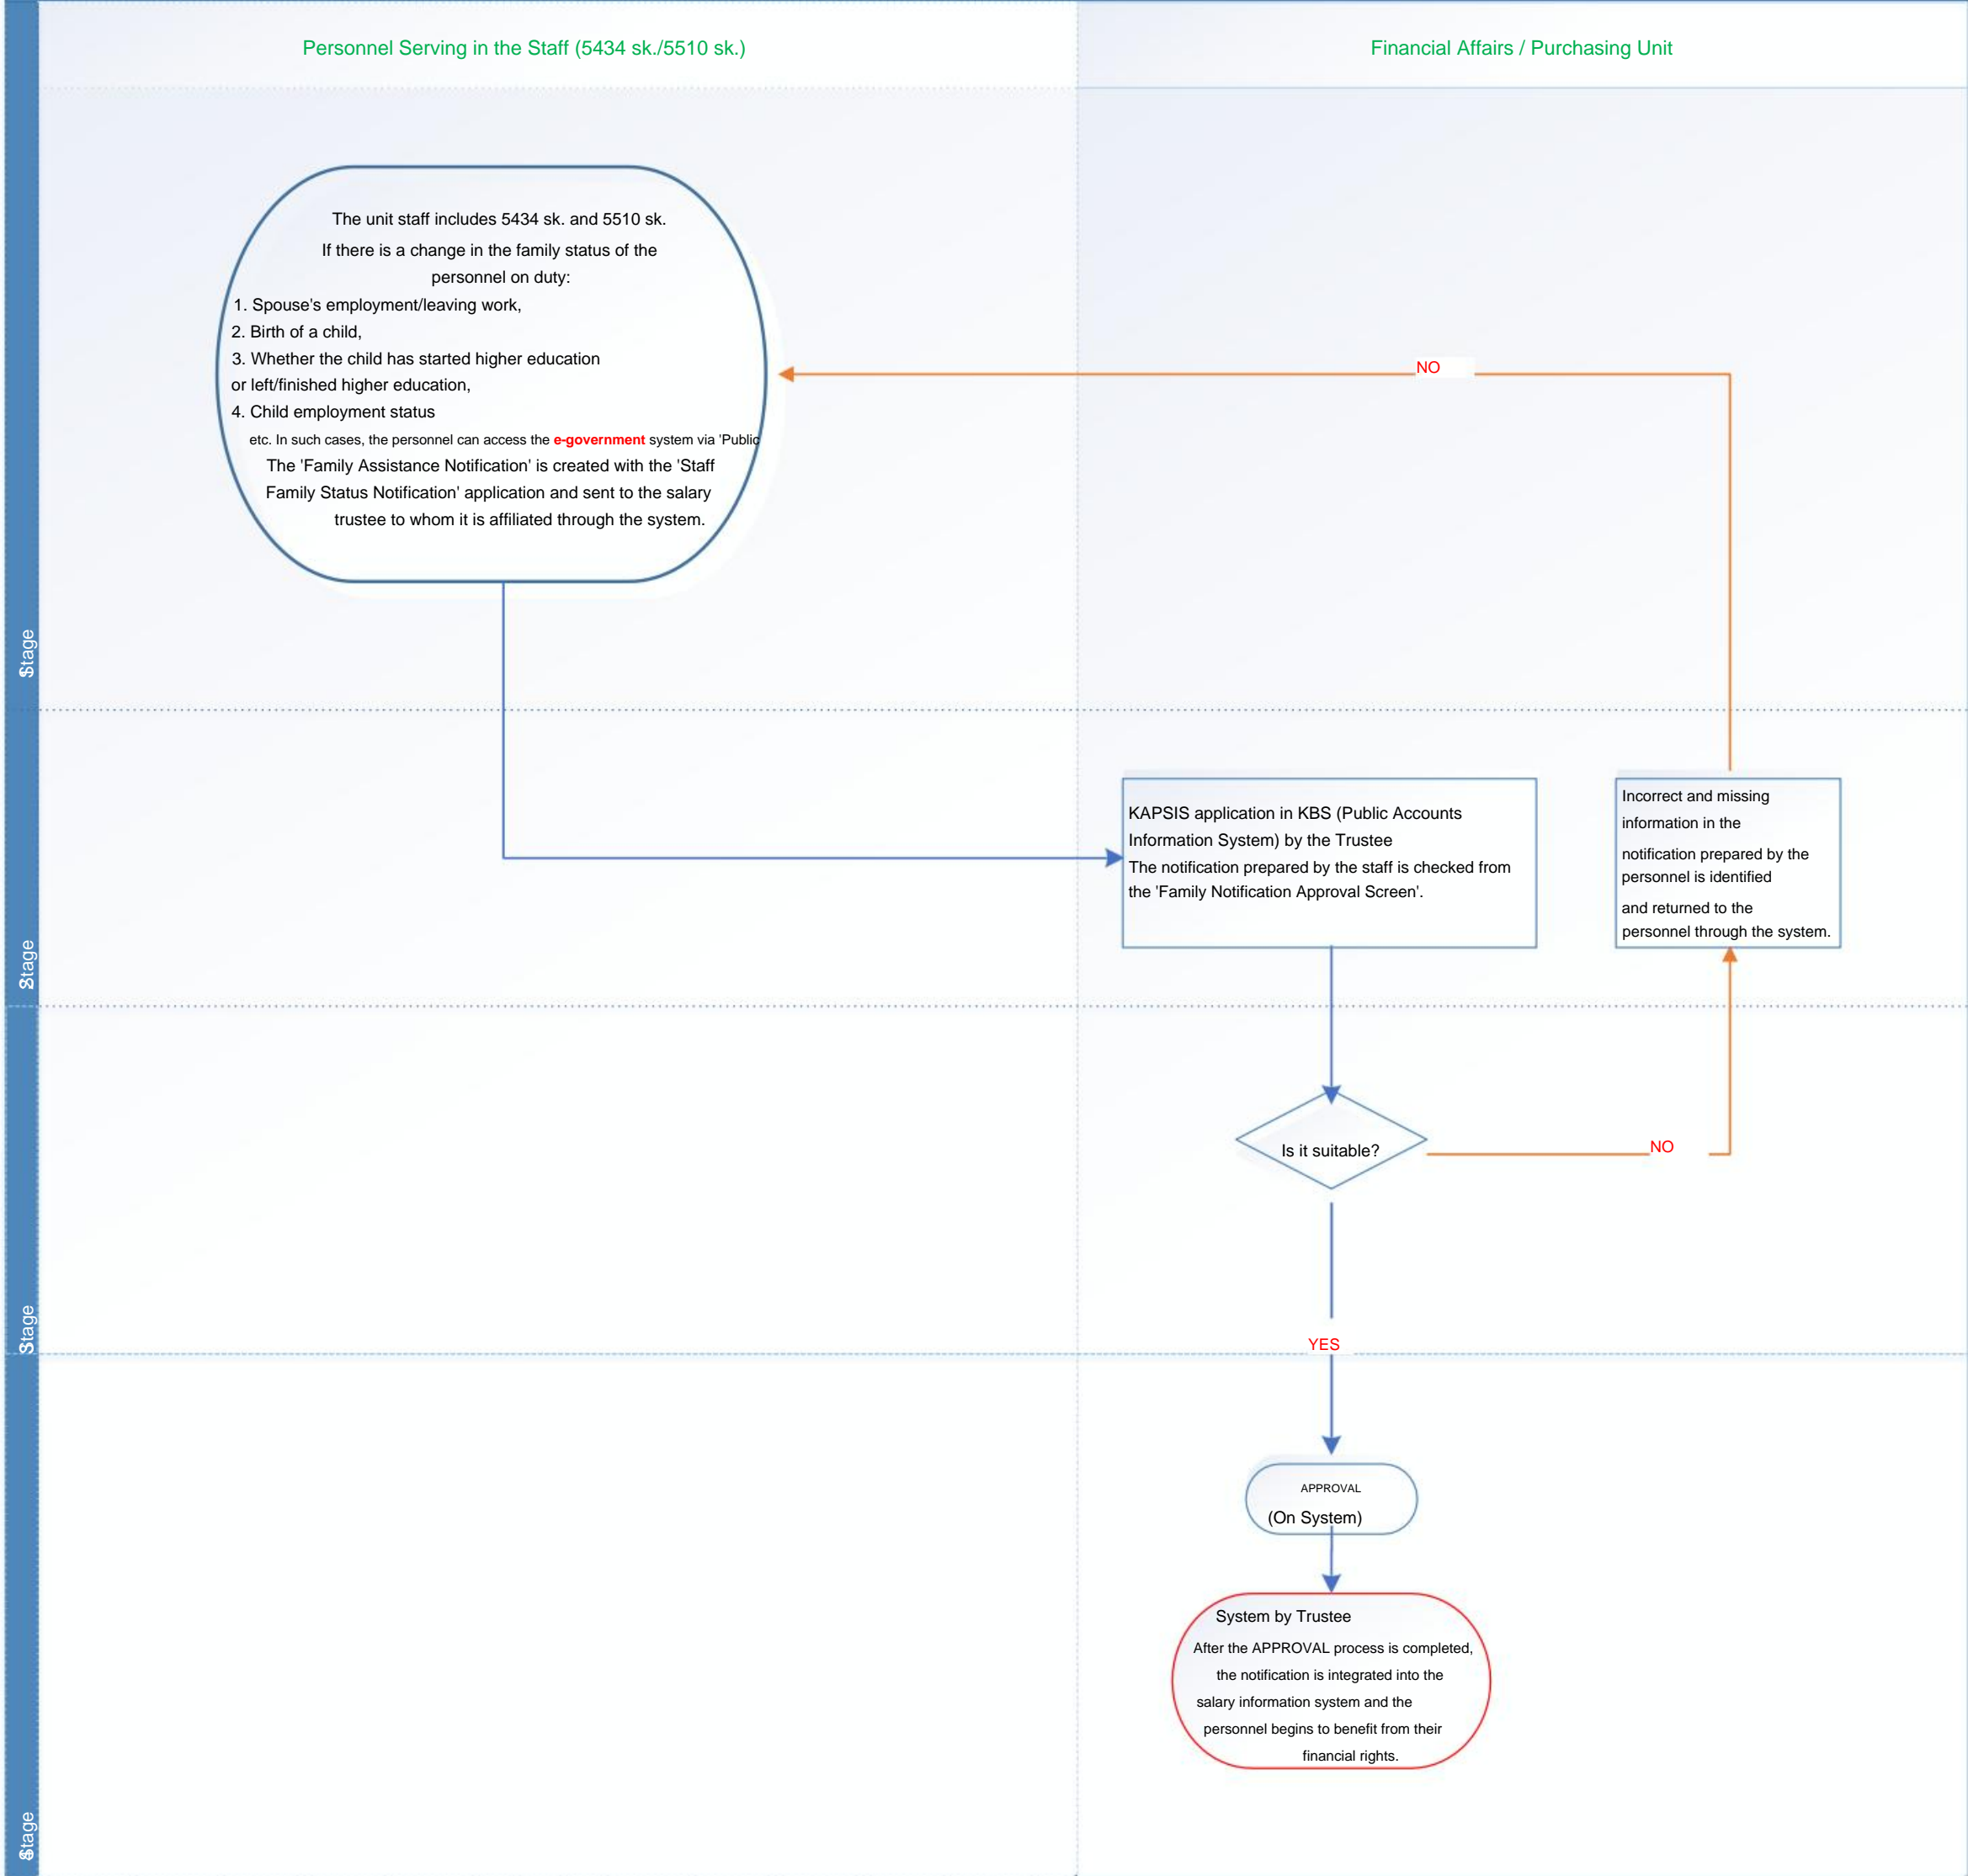 Personnel Serving in the Staff (5434 sk./5510 sk.)
Financial Affairs / Purchasing Unit
The unit staff includes 5434 sk. and 5510 sk.
If there is a change in the family status of the
personnel on duty:
1. Spouse's employment/leaving work,
2. Birth of a child,
3. Whether the child has started higher education
or left/finished higher education,
4. Child employment status
etc. In such cases, the personnel can access the e-government system via 'Public
The 'Family Assistance Notification' is created with the 'Staff
Family Status Notification' application and sent to the salary
trustee to whom it is affiliated through the system.
NO
Stage
KAPSIS application in KBS (Public Accounts
Information System) by the Trustee
The notification prepared by the staff is checked from
the 'Family Notification Approval Screen'.
Incorrect and missing
information in the
notification prepared by the
personnel is identified
and returned to the
personnel through the system.
Stage
Is it suitable?
NO
YES
Stage
APPROVAL
(On System)
System by Trustee
After the APPROVAL process is completed,
the notification is integrated into the
salary information system and the
personnel begins to benefit from their
financial rights.
Stage